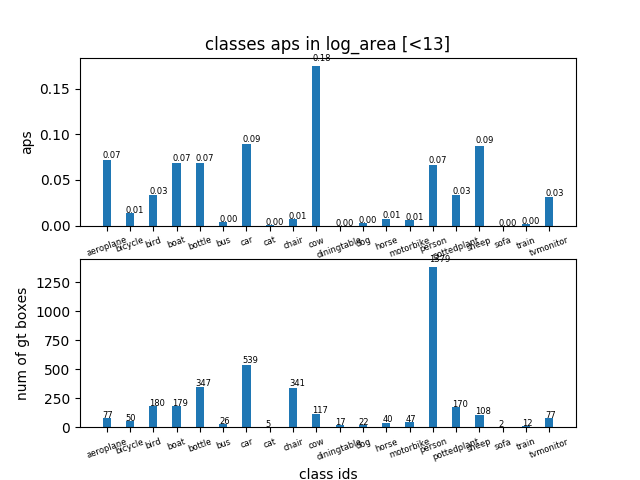 classes aps in log_area [<13]
aps
0.15
0.10
0.05
0.00
0.07 0.01 0.03 0.07 0.07 0.00 0.09 0.00 0.01 0.18 0.00 0.00 0.01 0.01 0.07 0.03 0.09 0.00 0.00 0.03
aeroplane bicycle bird boat bottle bus car cat chair cow diningtable dog horse motorbike person pottedplant sheep sofa train tvmonitor
num of gt boxes
1250
1000
750
500
250
0
77 50 180 179 347 26 539 5 341 117 17 22 40 47 1379 170 108 2 12 77
aeroplane bicycle bird boat bottle bus car cat chair cow diningtable dog horse motorbike person pottedplant sheep sofa train tvmonitor
class ids